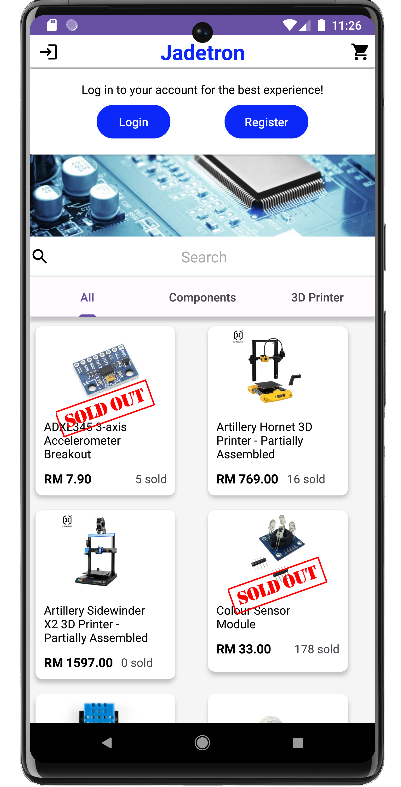 11:26
Jadetron
Log in to your account for the best experience!
Login
Register
Search
All
Components
3D Printer
SOLD OUT
ADXL345 3-axis
Accelerometer
Breakout
RM 7.90
5 sold
Artillery Hornet 3D
Printer - Partially
Assembled
RM 769.00
16 sold
Artillery Sidewinder
X2 3D Printer -
Partially Assembled
RM 1597.00
0 sold
SOLD OUT
Colour Sensor
Module
RM 33.00
178 sold